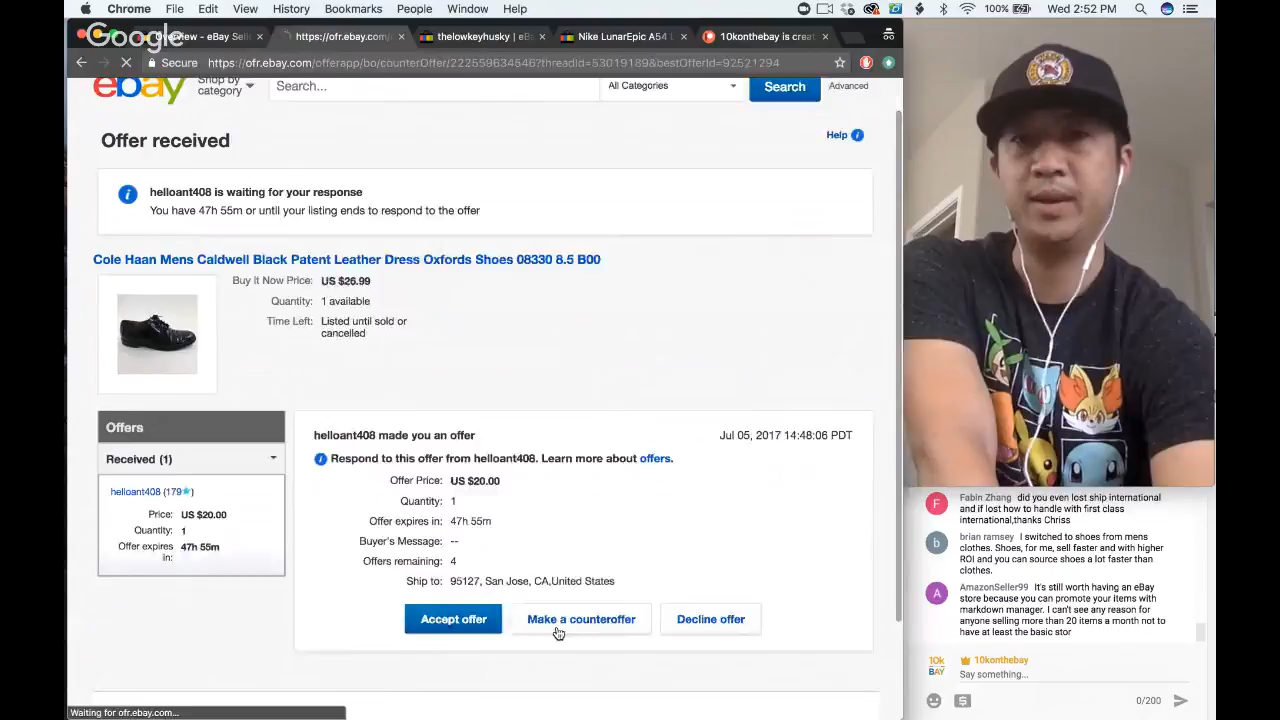 Chrome File Edit View History Bookmarks People Window Help
100% Wed 2:52 PM
Google
Overview - eBay Sell
https://ofr.ebay.com/
thelowkeyhusky | eB
Nike LunarEpic A54 L
10konthebay is creat
Secure https://ofr.ebay.com/offerapp/bo/counterOffer/222559634546?threadId=53019189&bestOfferId=92521294
ebay
Shop by
category
Search...
All Categories
Search
Advanced
Offer received
Help
helloant408 is waiting for your response
You have 47h 55m or until your listing ends to respond to the offer
Cole Haan Mens Caldwell Black Patent Leather Dress Oxfords Shoes 08330 8.5 B00
Buy It Now Price: US $26.99
Quantity: 1 available
Time Left: Listed until sold or
cancelled
Offers
Received (1)
helloant408 (179)
Price: US $20.00
Quantity: 1
Offer expires 47h 55m
in:
helloant408 made you an offer
Jul 05, 2017 14:48:06 PDT
Respond to this offer from helloant408. Learn more about offers.
Offer Price: US $20.00
Quantity: 1
Offer expires in: 47h 55m
Buyer's Message: --
Offers remaining: 4
Ship to: 95127, San Jose, CA,United States
Accept offer
Make a counteroffer
Decline offer
Waiting for ofr.ebay.com...
F
Fabin Zhang did you even lost ship international
and if lost how to handle with first class
international,thanks Chriss
b
brian ramsey I switched to shoes from mens
clothes. Shoes, for me, sell faster and with higher
ROI and you can source shoes a lot faster than
clothes.
A
AmazonSeller99 It's still worth having an eBay
store because you can promote your items with
markdown manager. I can't see any reason for
anyone selling more than 20 items a month not to
have at least the basic stor
10k
BAY
10konthebay
Say something...
0/200